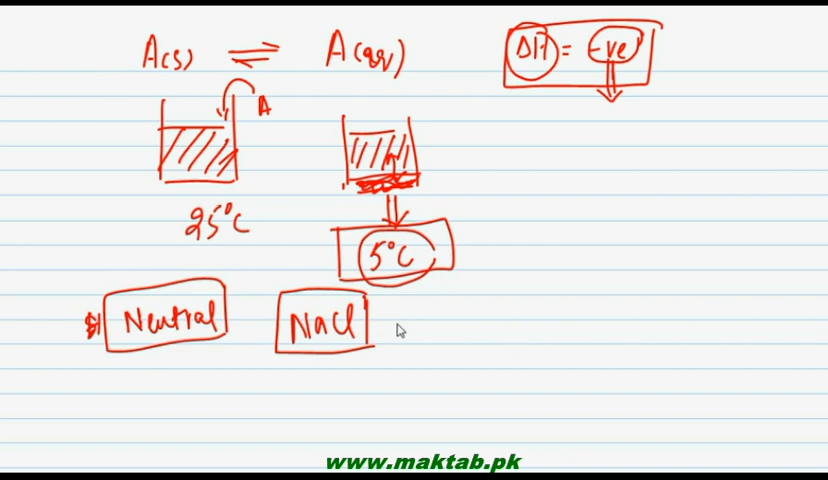 A(s) ⇌ A(aq) ΔH = -ve
A
25°C
5°C
Neutral NaCl
www.maktab.pk